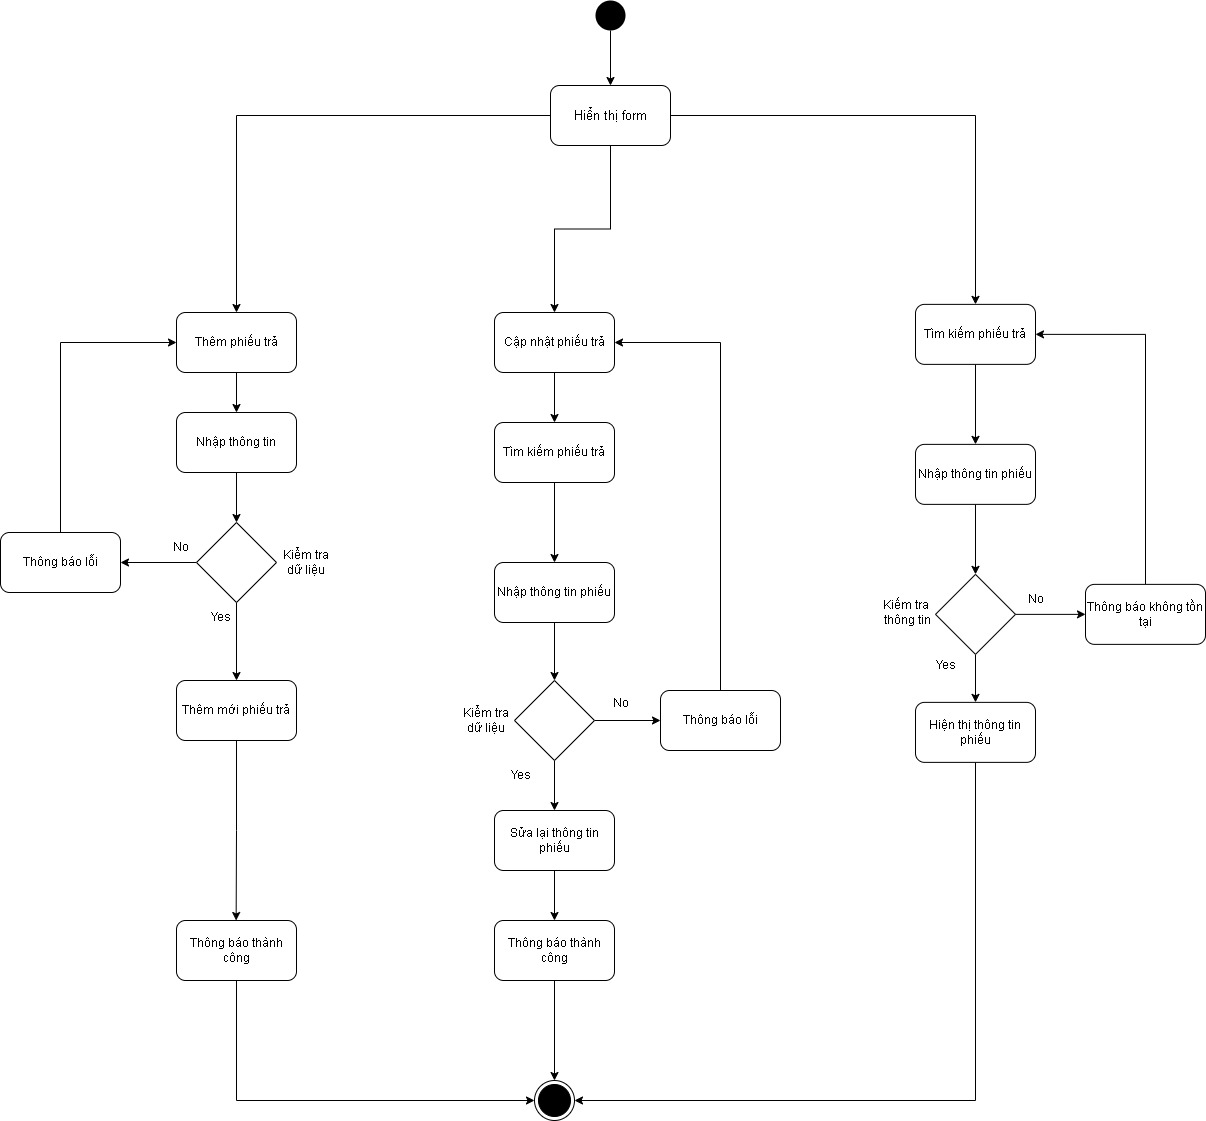 Hiển thị form
Thêm phiếu trả
Nhập thông tin
Thông báo lỗi
No
Kiểm tra
dữ liệu
Yes
Thêm mới phiếu trả
Thông báo thành
công
Cập nhật phiếu trả
Tìm kiếm phiếu trả
Nhập thông tin phiếu
Kiểm tra
dữ liệu
No
Thông báo lỗi
Yes
Sửa lại thông tin
phiếu
Thông báo thành
công
Tìm kiếm phiếu trả
Nhập thông tin phiếu
Kiếm tra
thông tin
No
Thông báo không tồn
tại
Yes
Hiện thị thông tin
phiếu